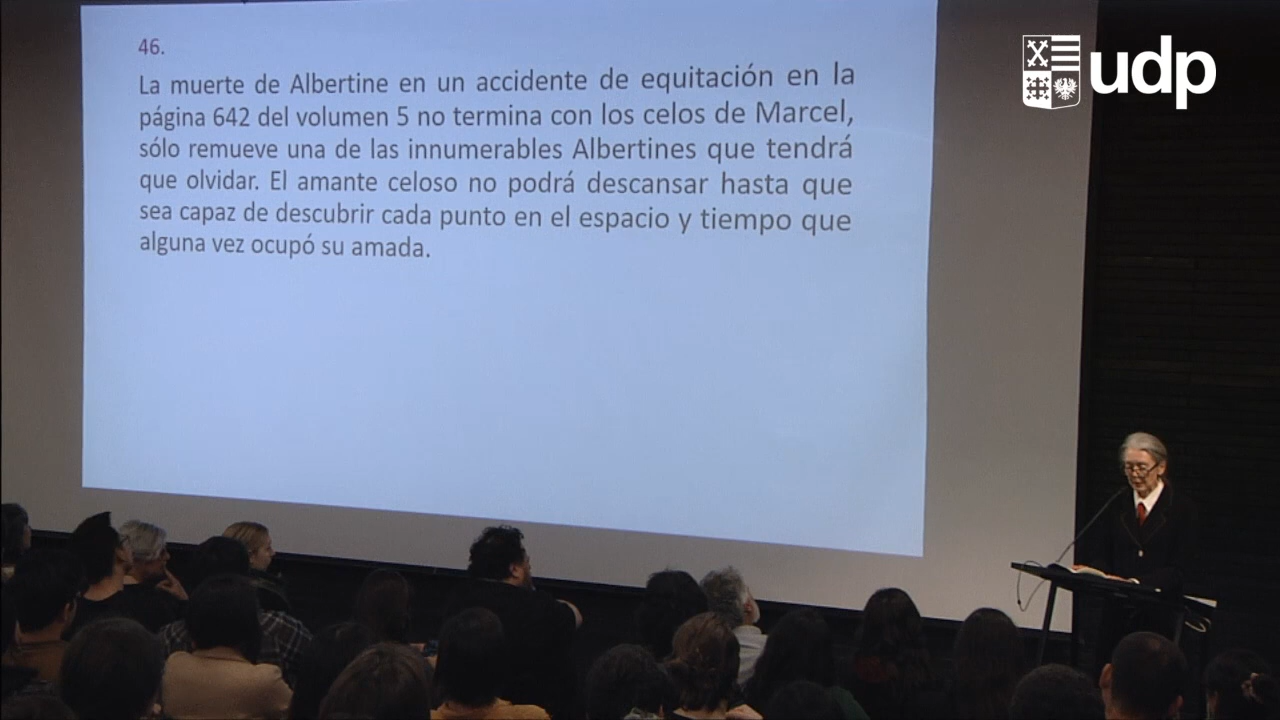 46.
La muerte de Albertine en un accidente de equitación en la
página 642 del volumen 5 no termina con los celos de Marcel,
sólo remueve una de las innumerables Albertines que tendrá
que olvidar. El amante celoso no podrá descansar hasta que
sea capaz de descubrir cada punto en el espacio y tiempo que
alguna vez ocupó su amada.
udp